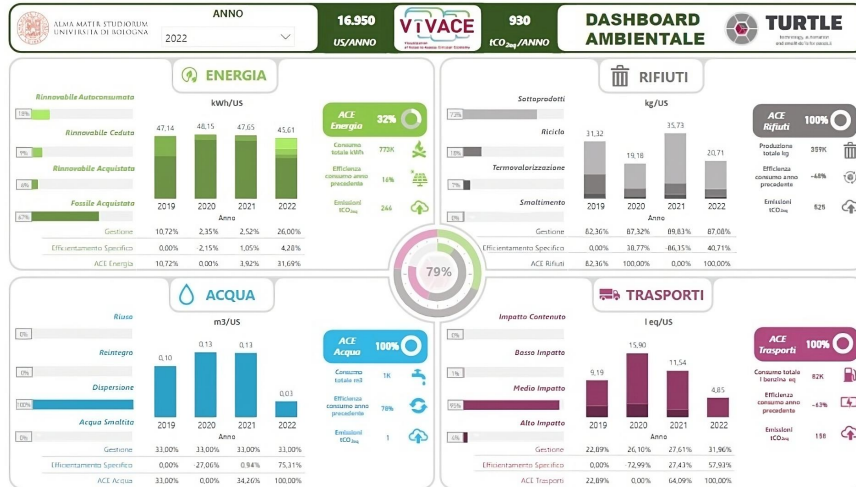 ALMA MATER STUDIORUM
UNIVERSITÀ DI BOLOGNA
ANNO
2022
16.950
US/ANNO
ViVACE
930
tCO2eq/ANNO
DASHBOARD
AMBIENTALE
TURTLE
ENERGIA
kWh/US
Rinnovabile Autoconsumata
18%
Rinnovabile Ceduta
9%
Rinnovabile Acquistata
6%
Fossile Acquistata
67%
47,14 48,15 47,65 45,61
2019 2020 2021 2022
Anno
Gestione 10,72% 2,35% 2,52% 26,00%
Efficientamento Specifico 0,00% -2,15% 1,05% 4,28%
ACE Energia 10,72% 0,00% 3,92% 31,69%
ACE
Energia
32%
Consumo
totale kWh
773K
Efficienza
consumo anno
precedente
16%
Emissioni
tCO2eq
266
RIFIUTI
kg/US
Sottoprodotti
73%
Riciclo
18%
Termovalorizzazione
7%
Smaltimento
0%
31,32 19,18 35,73 20,71
2019 2020 2021 2022
Anno
Gestione 82,36% 87,32% 89,83% 87,08%
Efficientamento Specifico 0,00% 38,77% -86,35% 40,71%
ACE Rifiuti 82,36% 100,00% 0,00% 100,00%
ACE
Rifiuti
100%
Produzione
totale kg
359K
Efficienza
consumo anno
precedente
-68%
Emissioni
tCO2eq
525
79%
ACQUA
m3/US
Riuso
0%
Reintegro
0%
Dispersione
100%
Acqua Smaltita
0%
0,10 0,13 0,13 0,03
2019 2020 2021 2022
Anno
Gestione 33,00% 33,00% 33,00% 33,00%
Efficientamento Specifico 0,00% -27,06% 0,94% 75,31%
ACE Acqua 33,00% 0,00% 34,26% 100,00%
ACE
Acqua
100%
Consumo
totale m3
1K
Efficienza
consumo anno
precedente
78%
Emissioni
tCO2eq
1
TRASPORTI
l eq/US
Impatto Contenuto
0%
Basso Impatto
1%
Medio Impatto
95%
Alto Impatto
4%
9,19 15,90 11,54 4,85
2019 2020 2021 2022
Anno
Gestione 22,89% 26,10% 27,61% 31,96%
Efficientamento Specifico 0,00% -72,99% 27,43% 57,93%
ACE Trasporti 22,89% 0,00% 64,09% 100,00%
ACE
Trasporti
100%
Consumo totale
l benzina eq
82K
Efficienza
consumo anno
precedente
-63%
Emissioni
tCO2eq
138